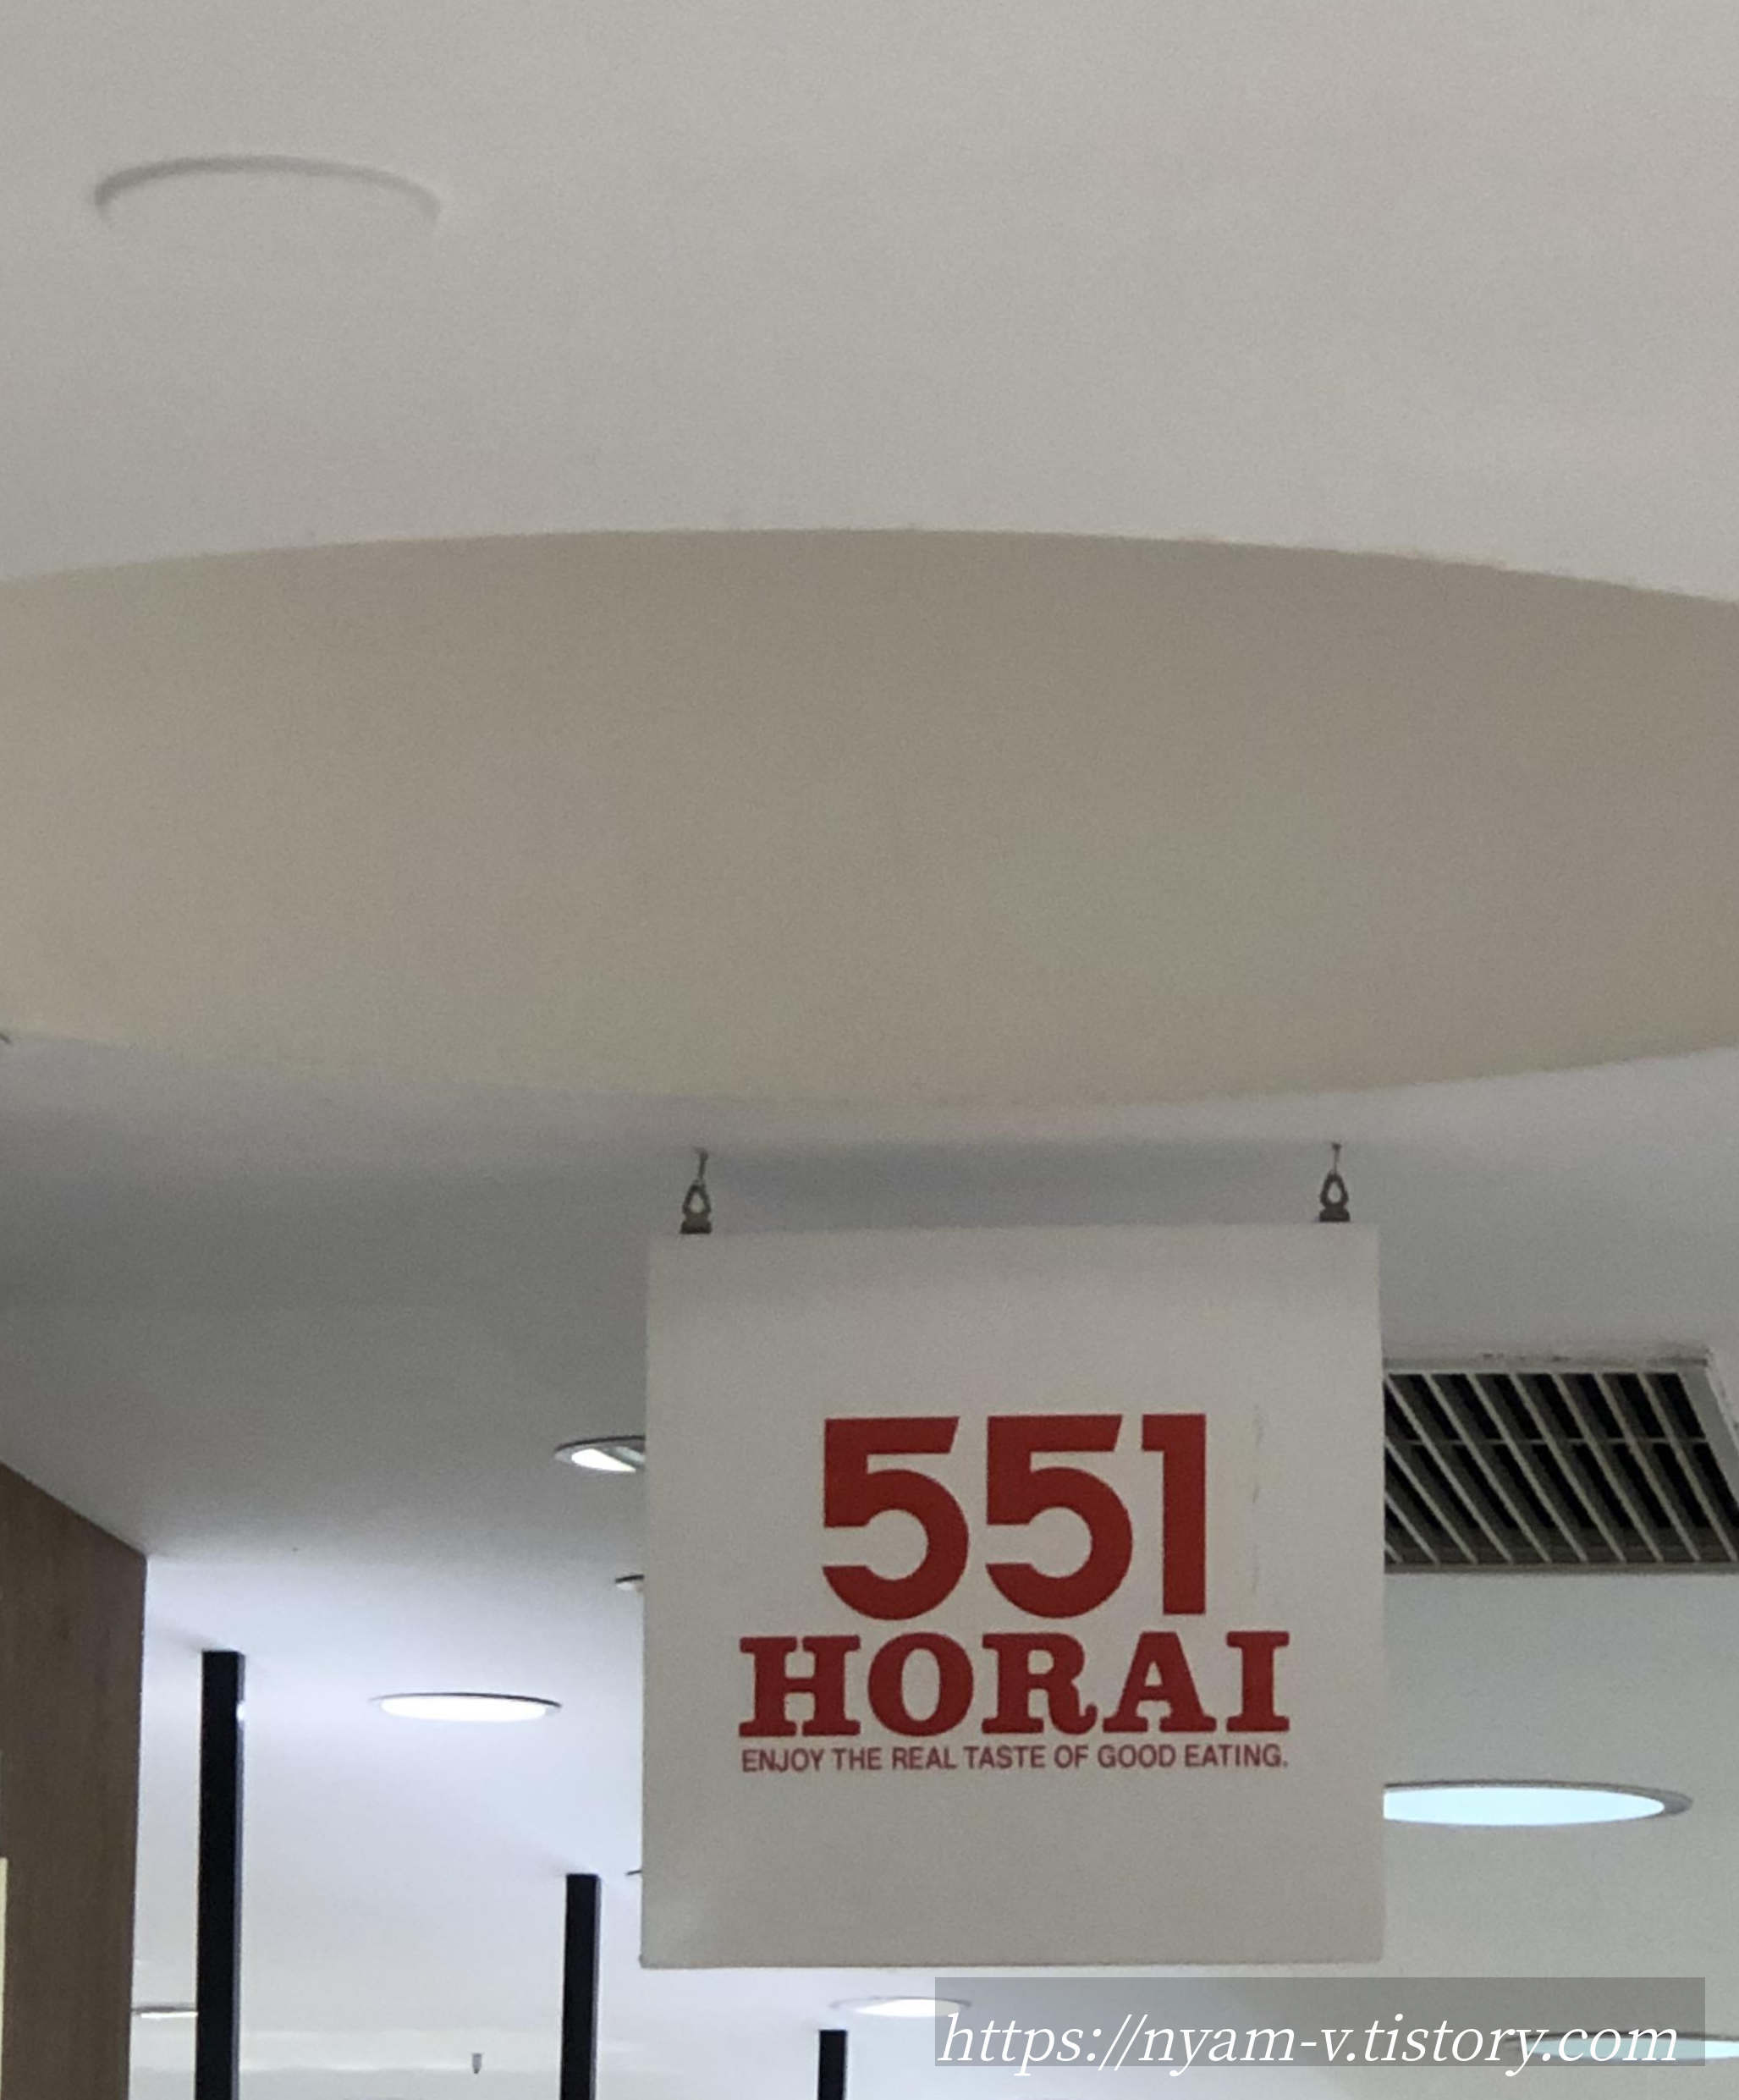 551
HORAI
ENJOY THE REAL TASTE OF GOOD EATING.
https://nyam-v.tistory.com